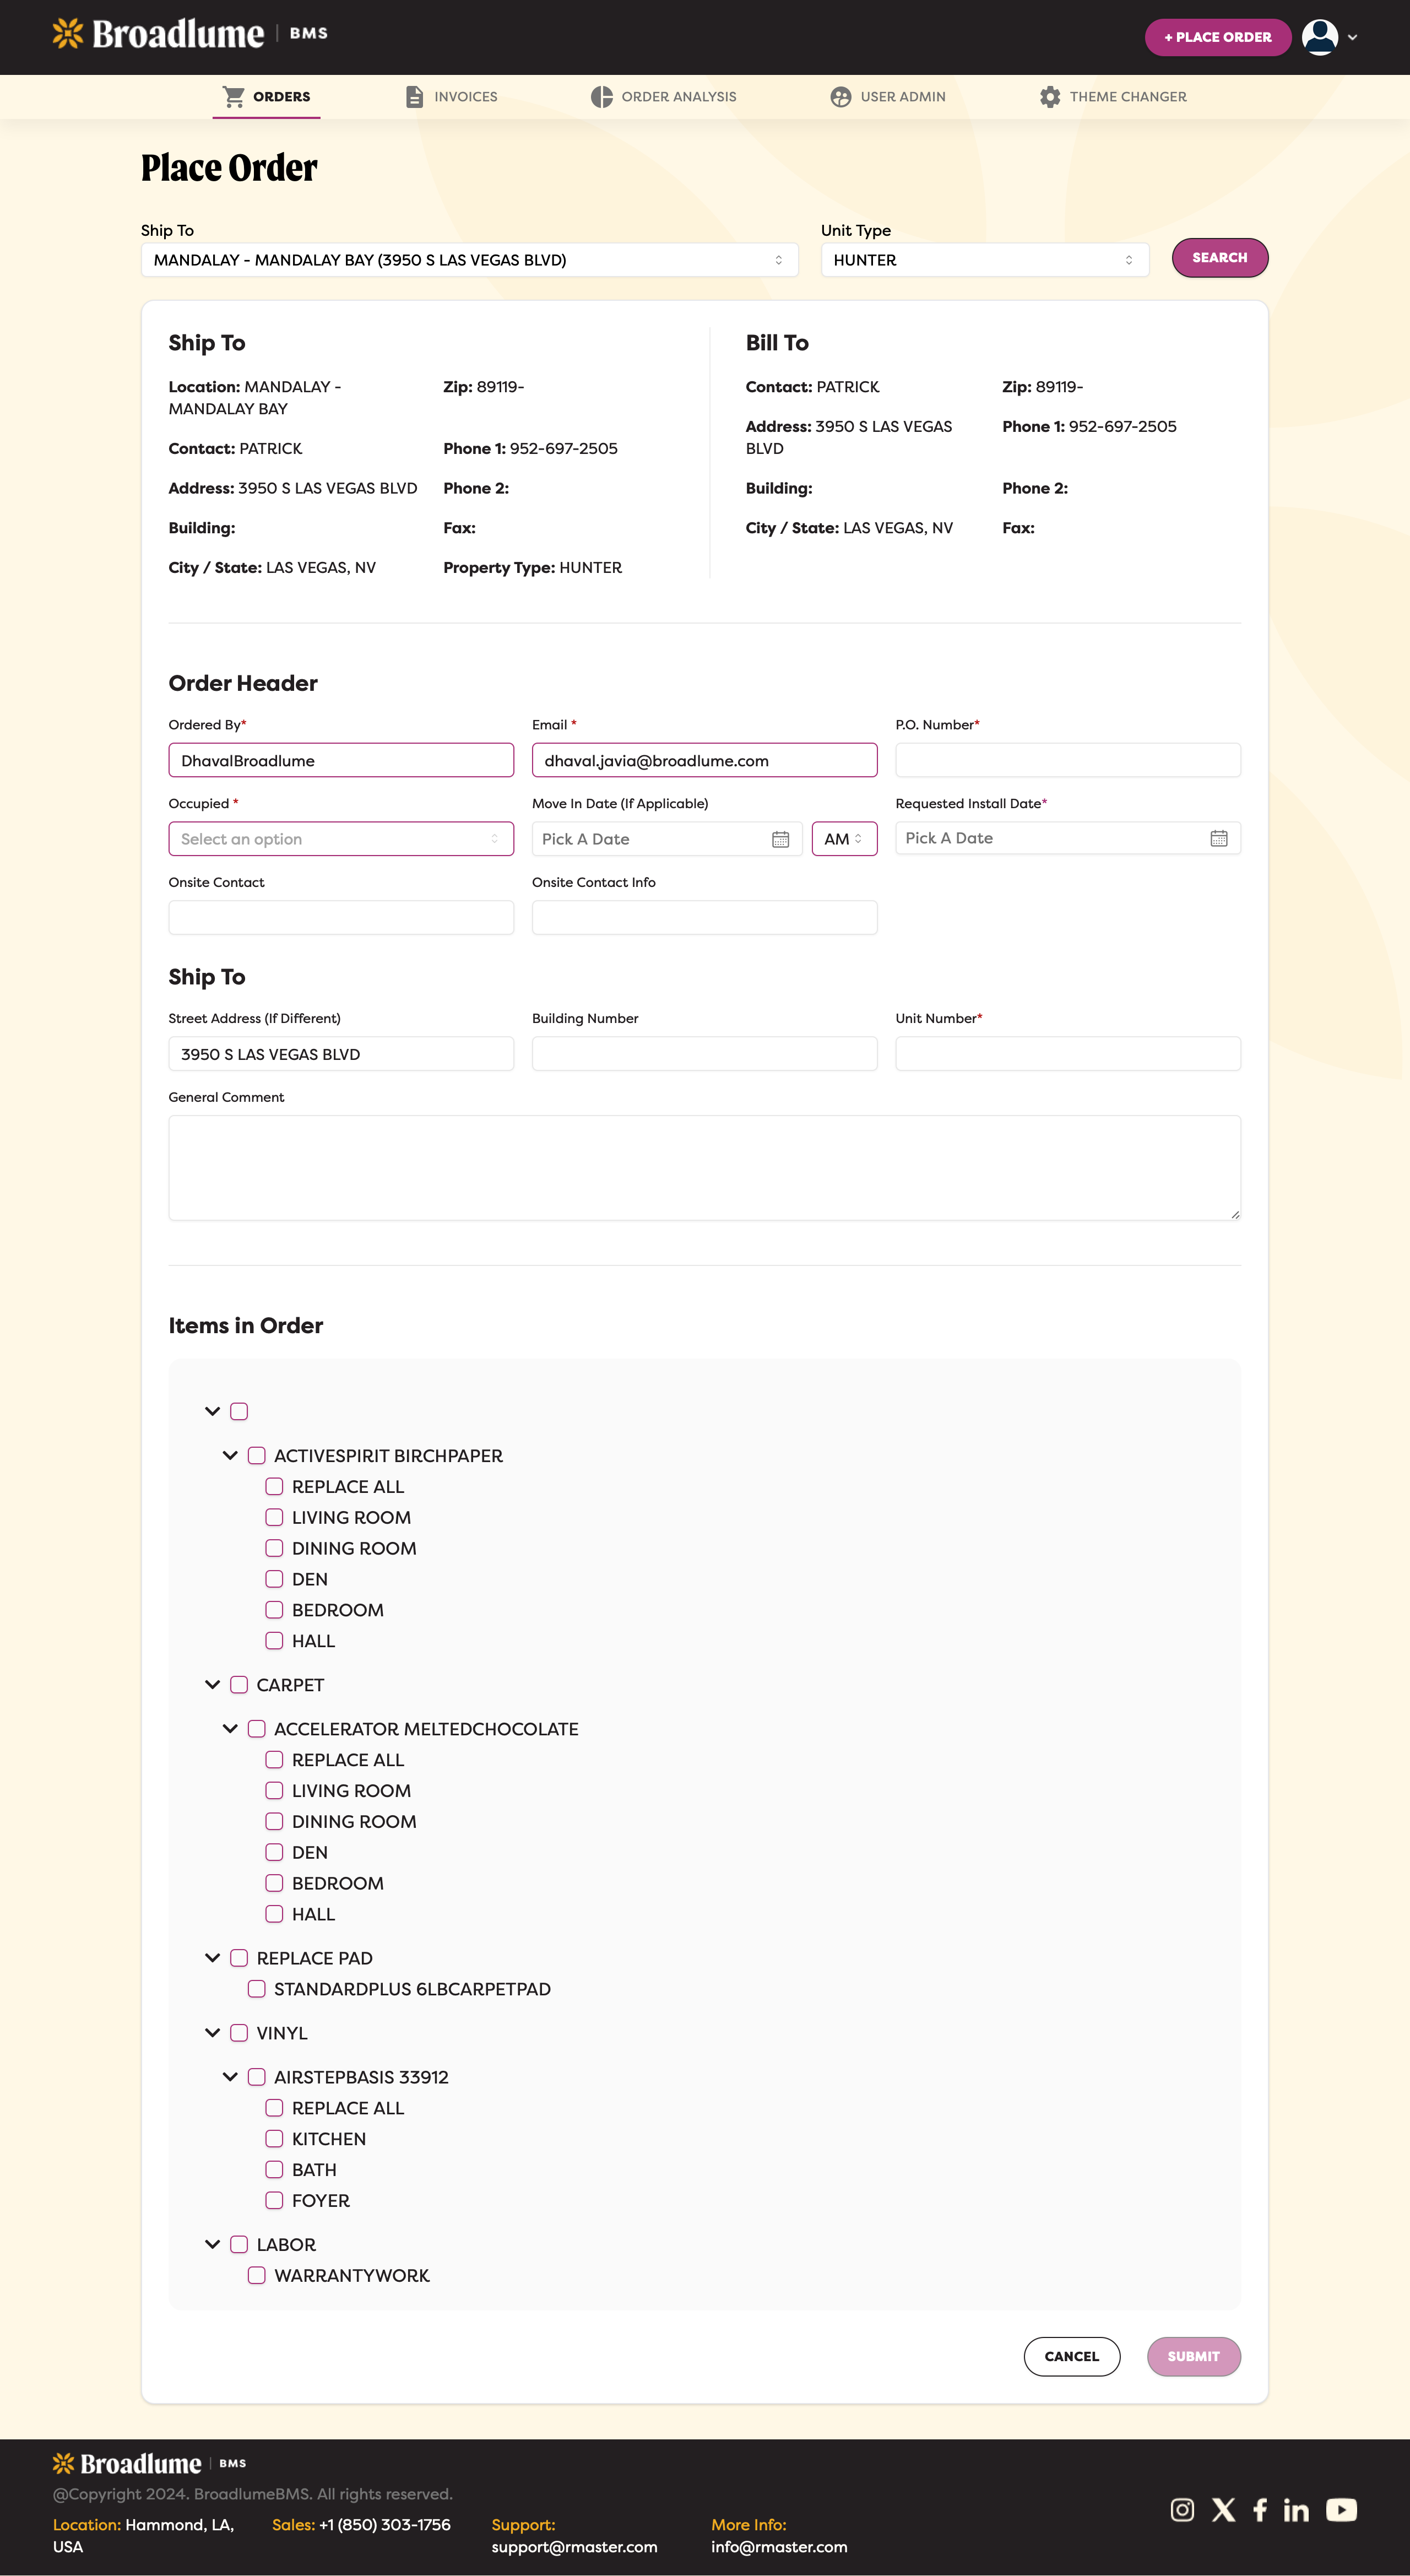 Broadlume | BMS
+ PLACE ORDER
ORDERS
INVOICES
ORDER ANALYSIS
USER ADMIN
THEME CHANGER
Place Order
Ship To
Unit Type
MANDALAY - MANDALAY BAY (3950 S LAS VEGAS BLVD)
HUNTER
SEARCH
Ship To
Location: MANDALAY -
MANDALAY BAY
Zip: 89119-
Contact: PATRICK
Phone 1: 952-697-2505
Address: 3950 S LAS VEGAS BLVD
Phone 2:
Building:
Fax:
City / State: LAS VEGAS, NV
Property Type: HUNTER
Bill To
Contact: PATRICK
Zip: 89119-
Address: 3950 S LAS VEGAS
BLVD
Phone 1: 952-697-2505
Building:
Phone 2:
City / State: LAS VEGAS, NV
Fax:
Order Header
Ordered By*
Email *
P.O. Number*
DhavalBroadlume
dhaval.javia@broadlume.com
Occupied *
Move In Date (If Applicable)
Requested Install Date*
Select an option
Pick A Date
AM
Pick A Date
Onsite Contact
Onsite Contact Info
Ship To
Street Address (If Different)
Building Number
Unit Number*
3950 S LAS VEGAS BLVD
General Comment
Items in Order
ACTIVESPIRIT BIRCHPAPER
REPLACE ALL
LIVING ROOM
DINING ROOM
DEN
BEDROOM
HALL
CARPET
ACCELERATOR MELTEDCHOCOLATE
REPLACE ALL
LIVING ROOM
DINING ROOM
DEN
BEDROOM
HALL
REPLACE PAD
STANDARDPLUS 6LBCARPETPAD
VINYL
AIRSTEPBASIS 33912
REPLACE ALL
KITCHEN
BATH
FOYER
LABOR
WARRANTYWORK
CANCEL
SUBMIT
Broadlume | BMS
@Copyright 2024. BroadlumeBMS. All rights reserved.
Location: Hammond, LA,
USA
Sales: +1 (850) 303-1756
Support:
support@rmaster.com
More Info:
info@rmaster.com